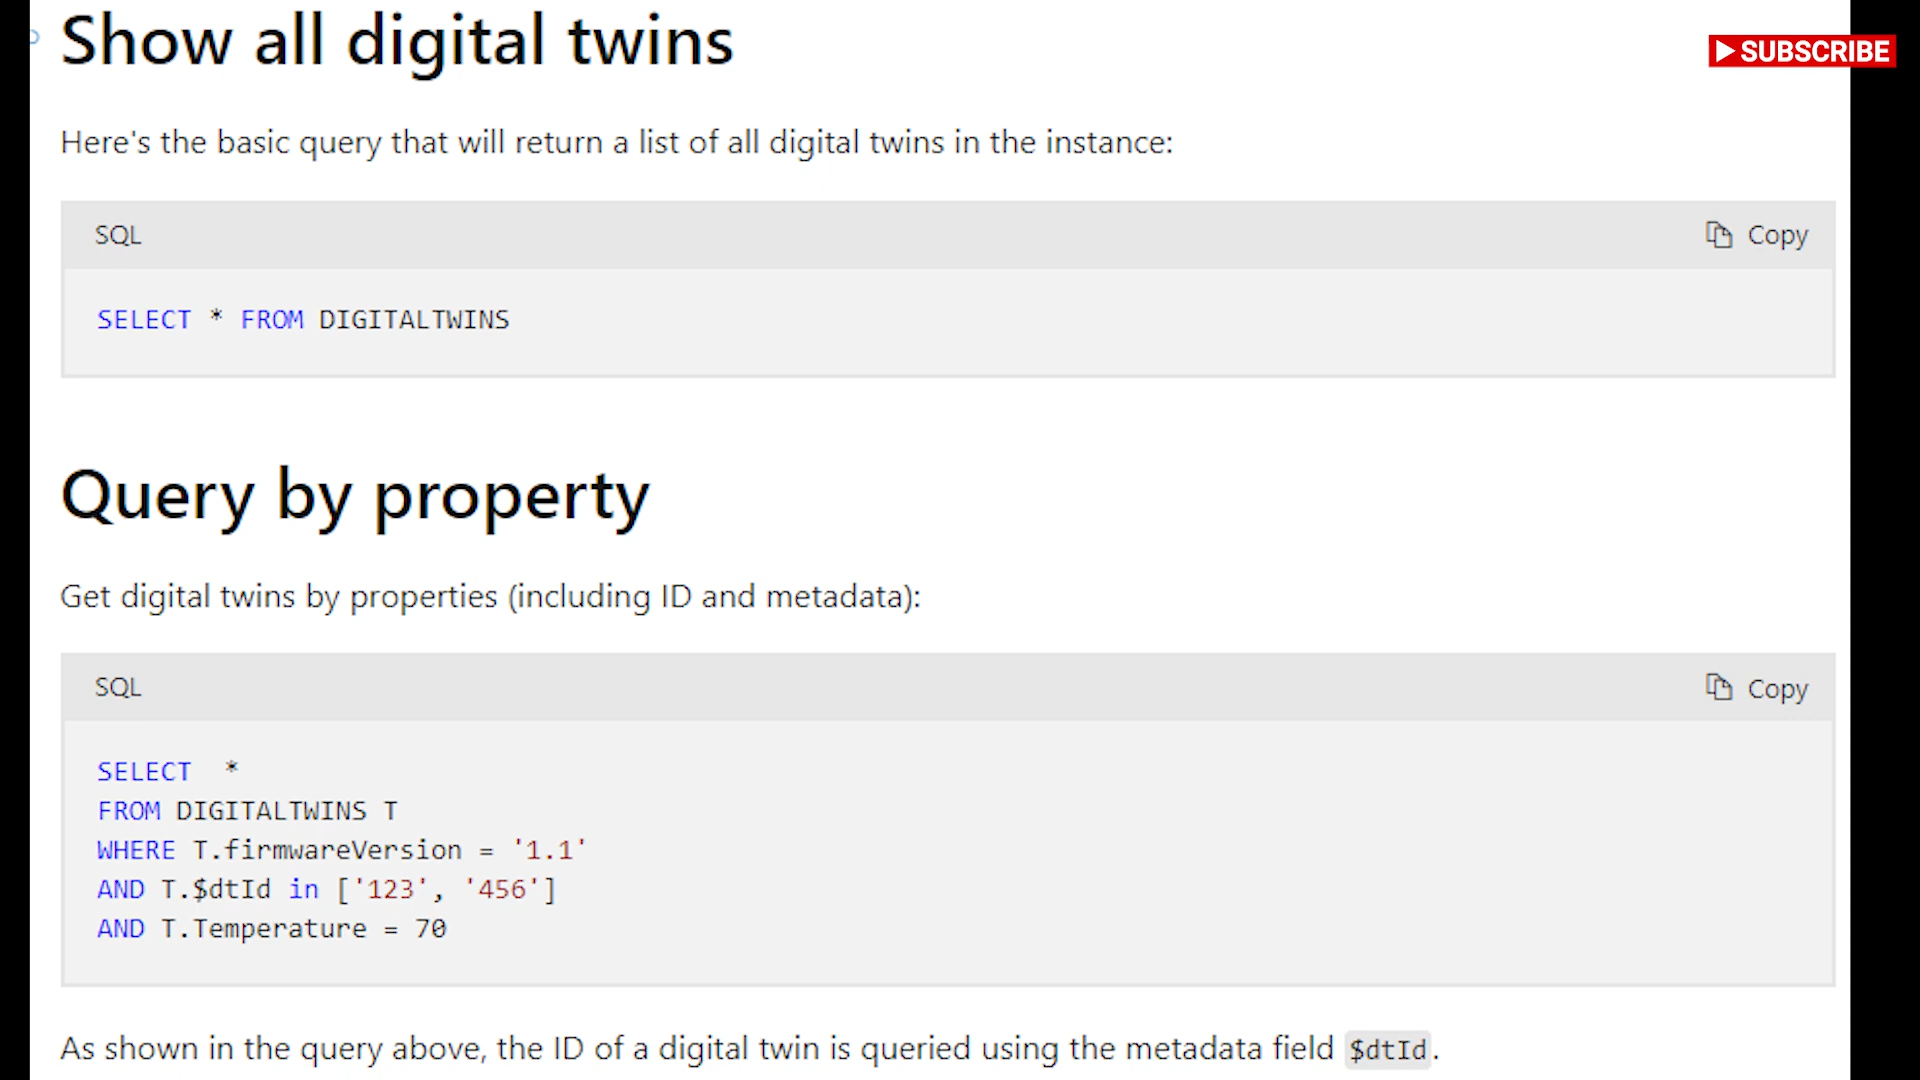 Show all digital twins
SUBSCRIBE
Here's the basic query that will return a list of all digital twins in the instance:
SQL
Copy
SELECT * FROM DIGITALTWINS
Query by property
Get digital twins by properties (including ID and metadata):
SQL
Copy
SELECT  *
FROM DIGITALTWINS T
WHERE T.firmwareVersion = '1.1'
AND T.$dtId in ['123', '456']
AND T.Temperature = 70
As shown in the query above, the ID of a digital twin is queried using the metadata field $dtId.